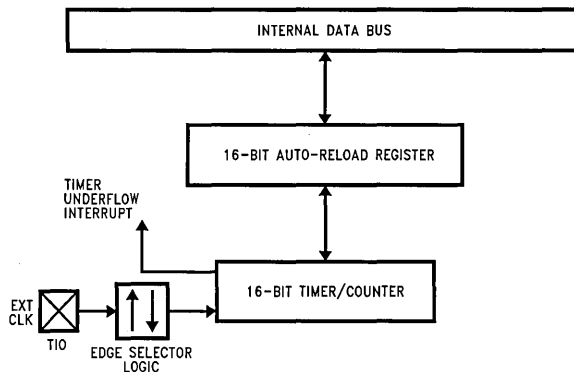 INTERNAL DATA BUS
16-BIT AUTO-RELOAD REGISTER
TIMER
UNDERFLOW
INTERRUPT
16-BIT TIMER/COUNTER
EXT
CLK
TIO
EDGE SELECTOR
LOGIC